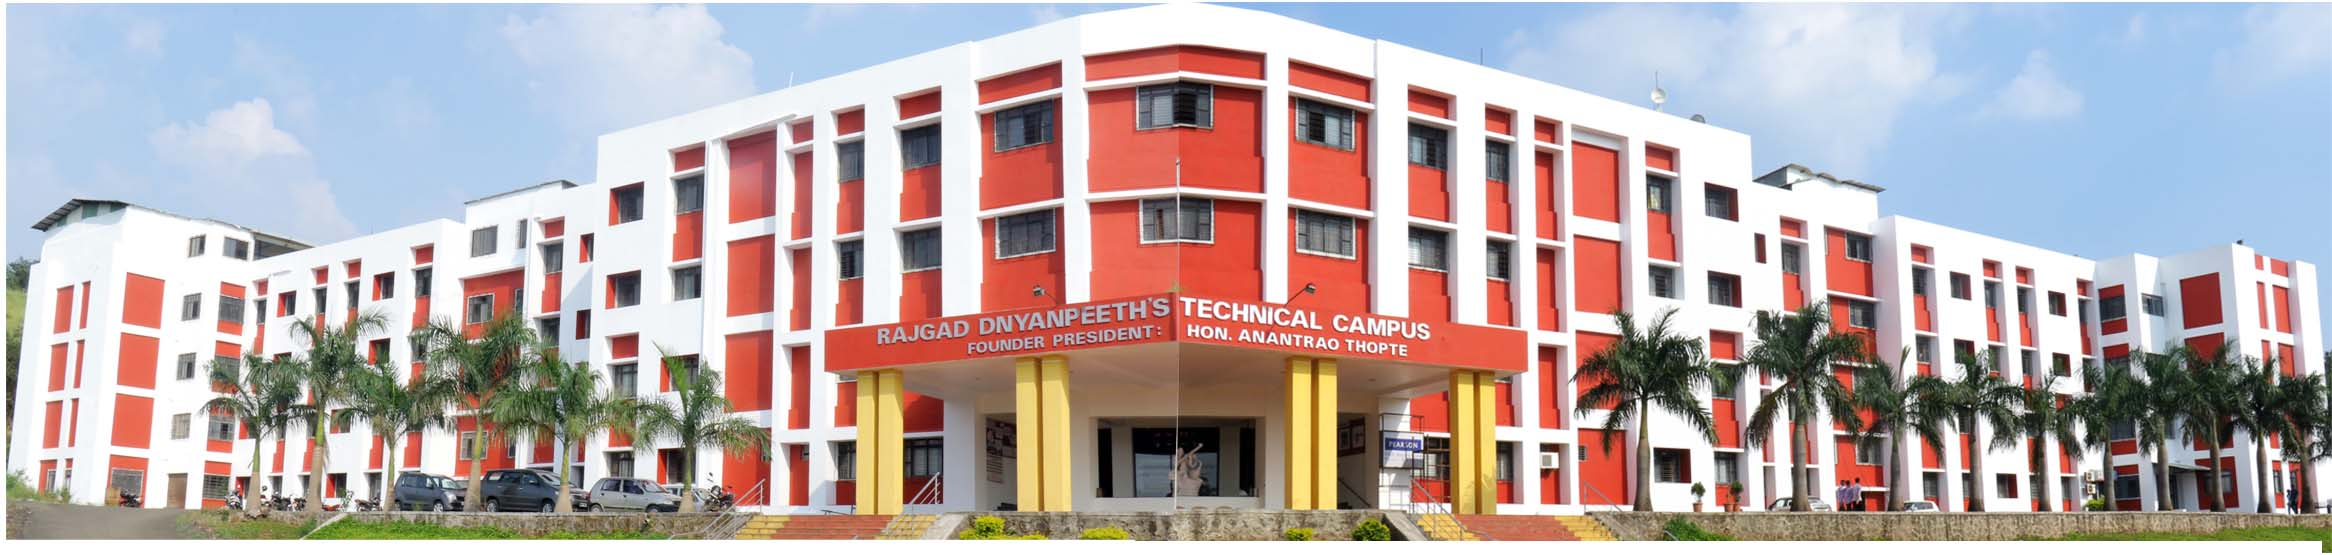 RAJGAD DNYANPEETH'S TECHNICAL CAMPUS
FOUNDER PRESIDENT: HON. ANANTRAO THOPTE
PEARSON